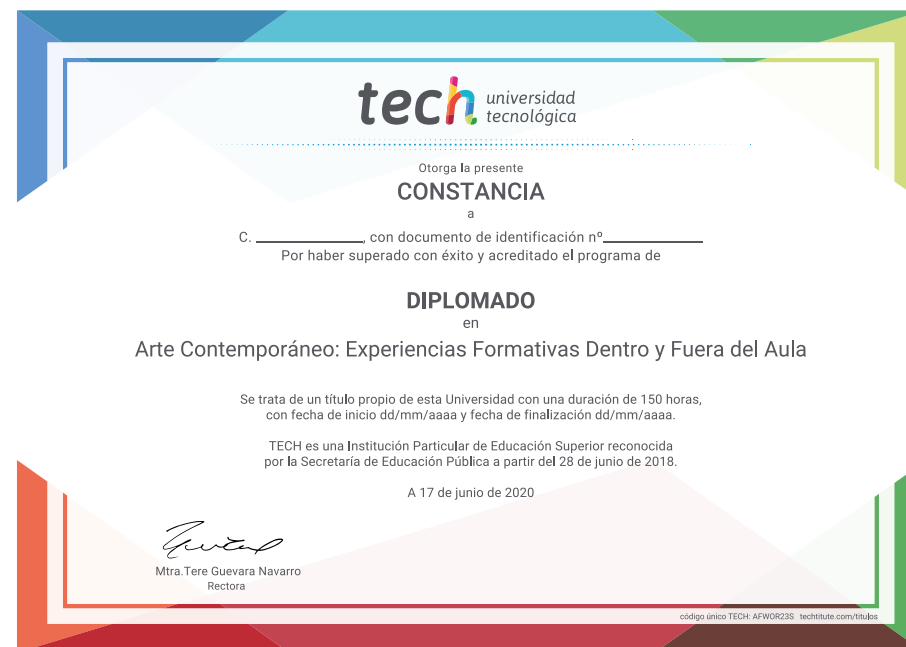 tech universidad
tecnológica
Otorga la presente
CONSTANCIA
a
C. ____________, con documento de identificación nº____________
Por haber superado con éxito y acreditado el programa de
DIPLOMADO
en
Arte Contemporáneo: Experiencias Formativas Dentro y Fuera del Aula
Se trata de un título propio de esta Universidad con una duración de 150 horas,
con fecha de inicio dd/mm/aaaa y fecha de finalización dd/mm/aaaa.
TECH es una Institución Particular de Educación Superior reconocida
por la Secretaría de Educación Pública a partir del 28 de junio de 2018.
A 17 de junio de 2020
Mtra.Tere Guevara Navarro
Rectora
código único TECH: AFWOR23S techtitute.com/titulos